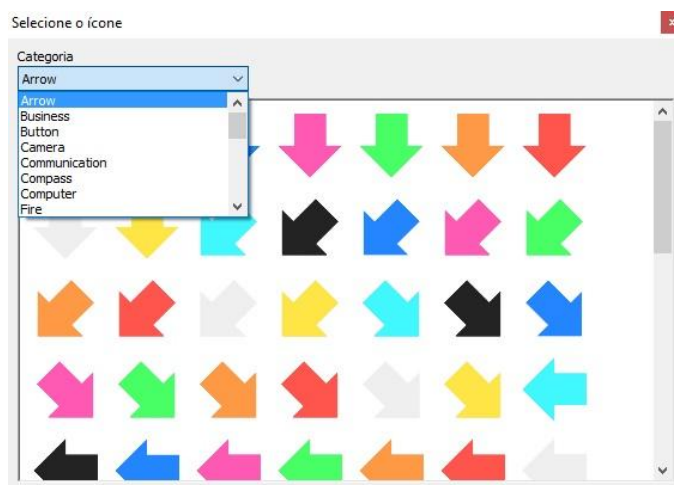 Selecione o ícone
Categoria
Arrow
Arrow
Business
Button
Camera
Communication
Compass
Computer
Fire